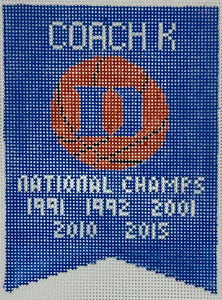 COACH K
D
NATIONAL CHAMPS
1991 1992 2001
2010 2015